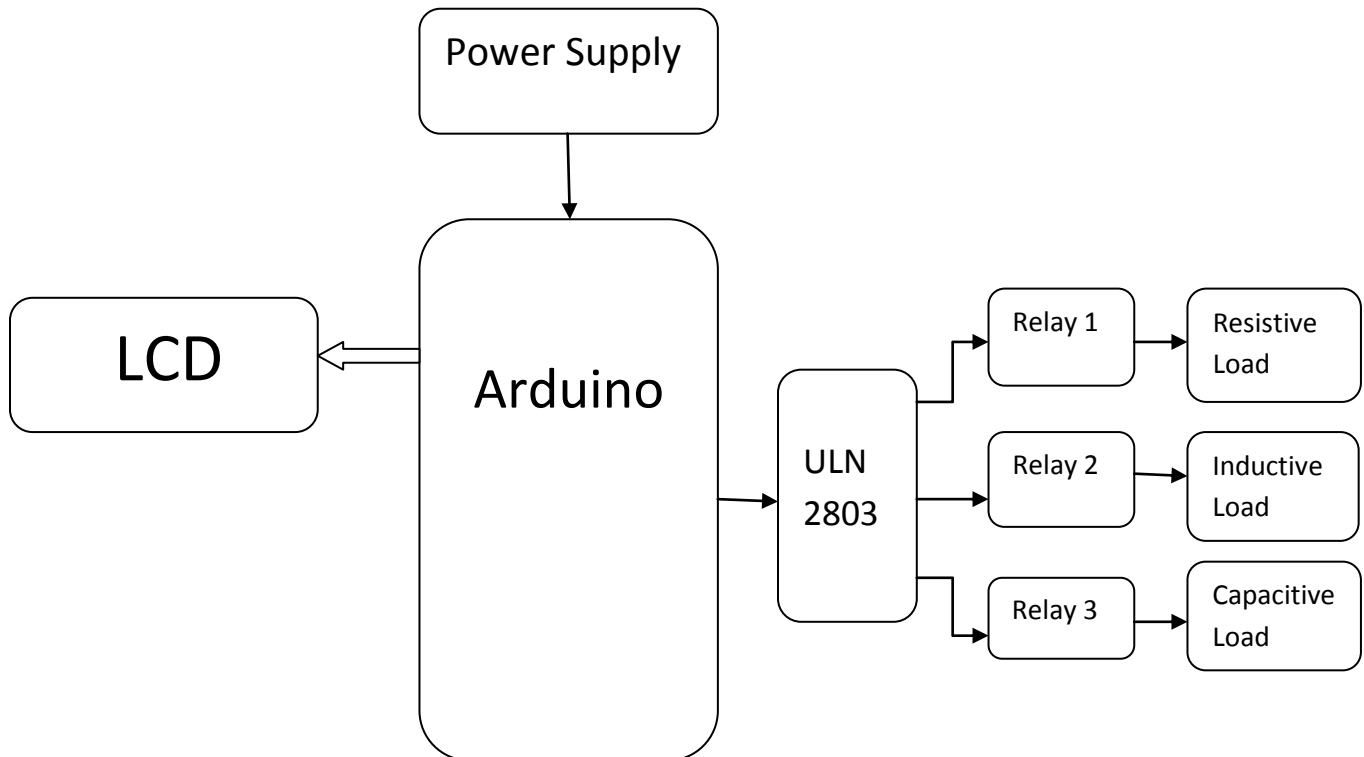 Power Supply
LCD
Arduino
ULN
2803
Relay 1
Resistive
Load
Relay 2
Inductive
Load
Relay 3
Capacitive
Load